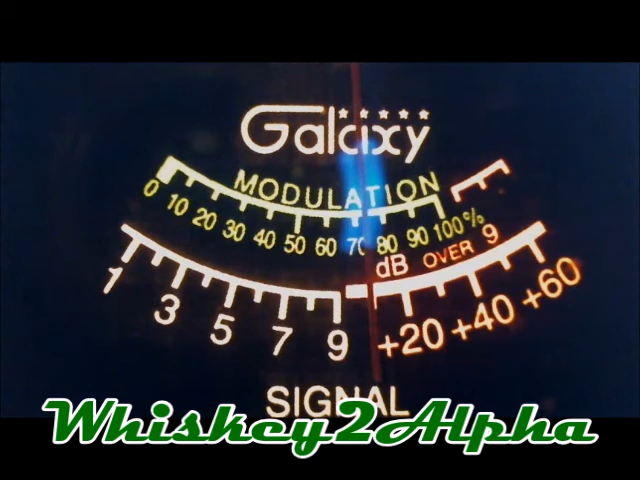 Galaxy
MODULATION
0 10 20 30 40 50 60 70 80 90 100%
dB OVER 9
1 3 5 7 9 +20 +40 +60
SIGNAL
Whiskey2Alpha